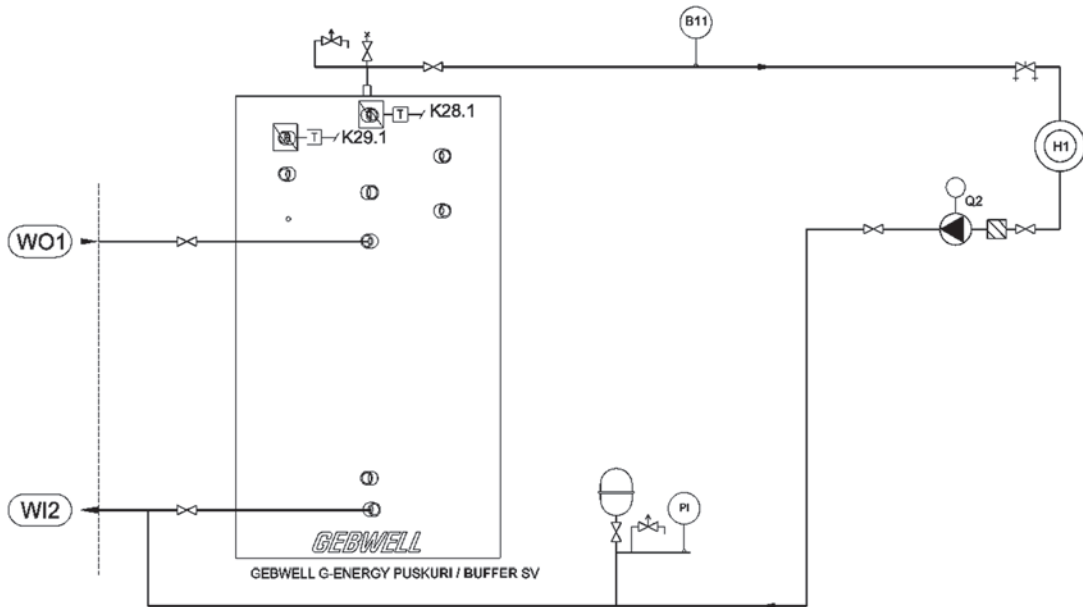 B11
K28.1
T
K29.1
T
H1
Q2
WO1
PI
WI2
GEBWELL
GEBWELL G-ENERGY PUSKURI / BUFFER SV